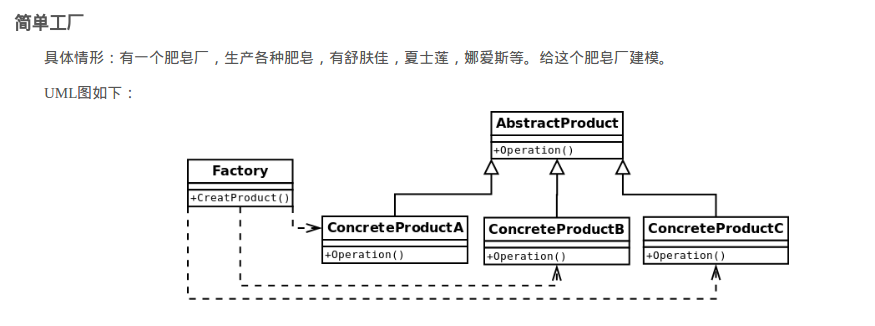 简单工厂
具体情形：有一个肥皂厂，生产各种肥皂，有舒肤佳，夏士莲，娜爱斯等。给这个肥皂厂建模。
UML图如下：
AbstractProduct
+Operation()
Factory
+CreatProduct()
ConcreteProductA
+Operation()
ConcreteProductB
+Operation()
ConcreteProductC
+Operation()